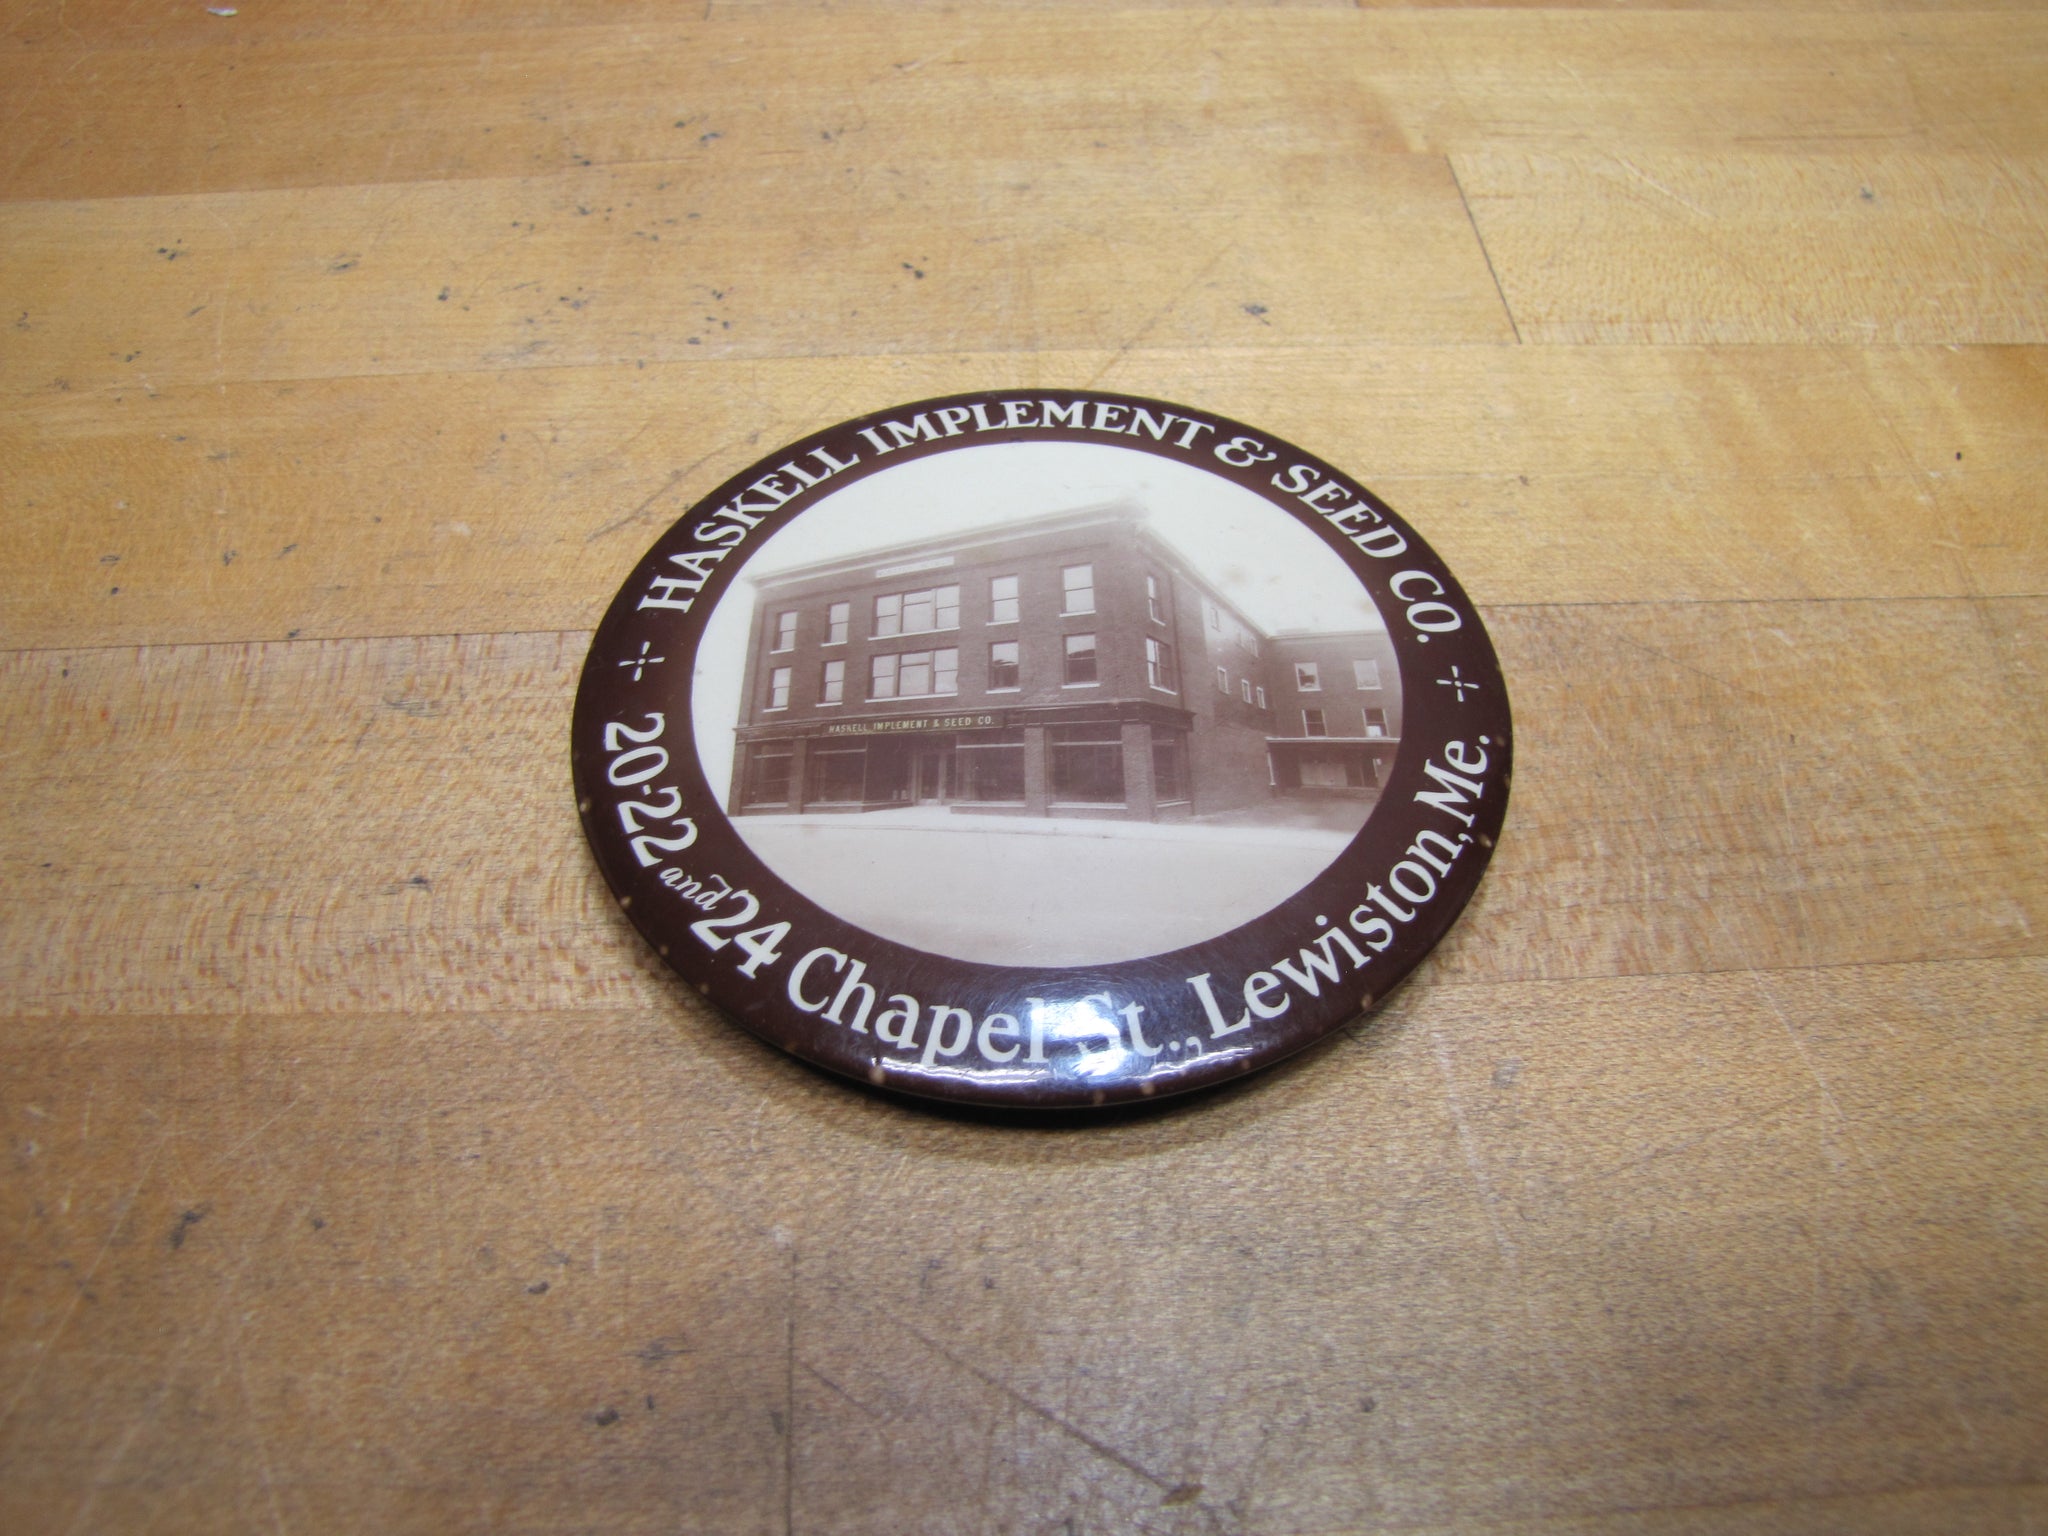 HASKELL IMPLEMENT & SEED CO.
HASKELL IMPLEMENT & SEED CO.
20-22 and 24 Chapel St., Lewiston, Me.